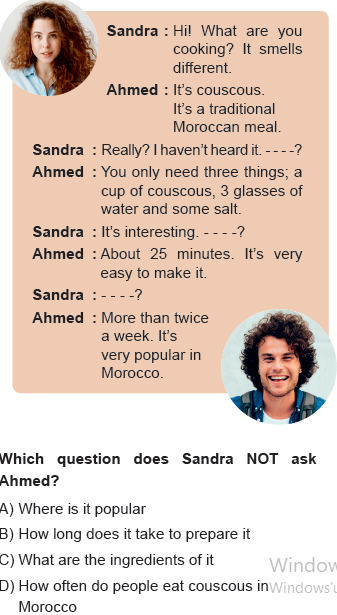 Sandra : Hi! What are you
cooking? It smells
different.
Ahmed : It's couscous.
It's a traditional
Moroccan meal.
Sandra : Really? I haven't heard it. - - - -?
Ahmed : You only need three things; a
cup of couscous, 3 glasses of
water and some salt.
Sandra : It's interesting. - - - -?
Ahmed : About 25 minutes. It's very
easy to make it.
Sandra : - - - -?
Ahmed : More than twice
a week. It's
very popular in
Morocco.
Which question does Sandra NOT ask
Ahmed?
A) Where is it popular
B) How long does it take to prepare it
C) What are the ingredients of it
Window
D) How often do people eat couscous in
Windows'u
Morocco